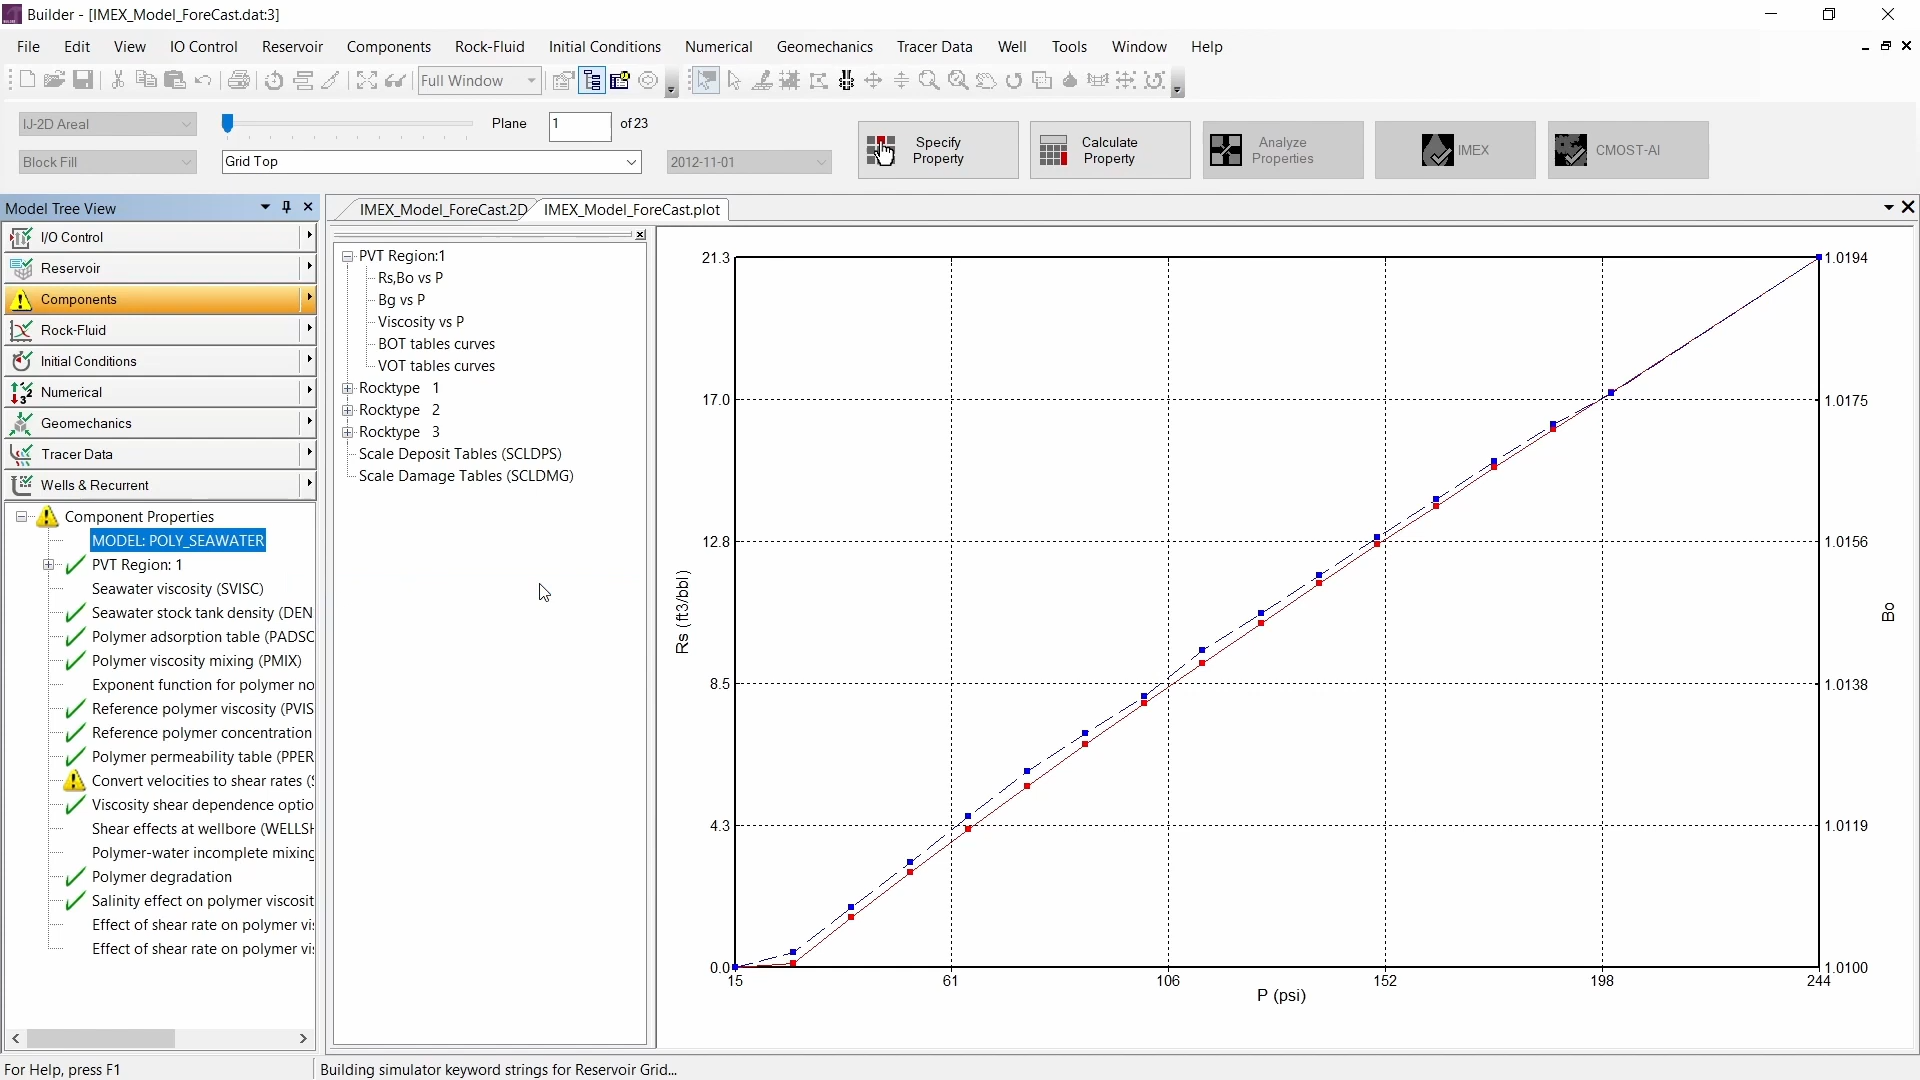 Builder - [IMEX_Model_ForeCast.dat:3]
File Edit View IO Control Reservoir Components Rock-Fluid Initial Conditions Numerical Geomechanics Tracer Data Well Tools Window Help
Full Window
IJ-2D Areal
Plane 1 of 23
Block Fill
Grid Top
2012-11-01
Specify Property
Calculate Property
Analyze Properties
IMEX
CMOST-AI
Model Tree View
I/O Control
Reservoir
Components
Rock-Fluid
Initial Conditions
Numerical
Geomechanics
Tracer Data
Wells & Recurrent
Component Properties
MODEL: POLY_SEAWATER
PVT Region: 1
Seawater viscosity (SVISC)
Seawater stock tank density (DEN
Polymer adsorption table (PADSC
Polymer viscosity mixing (PMIX)
Exponent function for polymer no
Reference polymer viscosity (PVIS
Reference polymer concentration
Polymer permeability table (PPER
Convert velocities to shear rates (
Viscosity shear dependence optio
Shear effects at wellbore (WELLSH
Polymer-water incomplete mixing
Polymer degradation
Salinity effect on polymer viscosit
Effect of shear rate on polymer vi
Effect of shear rate on polymer vi
IMEX_Model_ForeCast.2D
IMEX_Model_ForeCast.plot
PVT Region:1
Rs,Bo vs P
Bg vs P
Viscosity vs P
BOT tables curves
VOT tables curves
Rocktype 1
Rocktype 2
Rocktype 3
Scale Deposit Tables (SCLDPS)
Scale Damage Tables (SCLDMG)
21.3
17.0
12.8
8.5
4.3
0.0
Rs (ft3/bbl)
1.0194
1.0175
1.0156
1.0138
1.0119
1.0100
Bo
15 61 106 152 198 244
P (psi)
For Help, press F1
Building simulator keyword strings for Reservoir Grid...